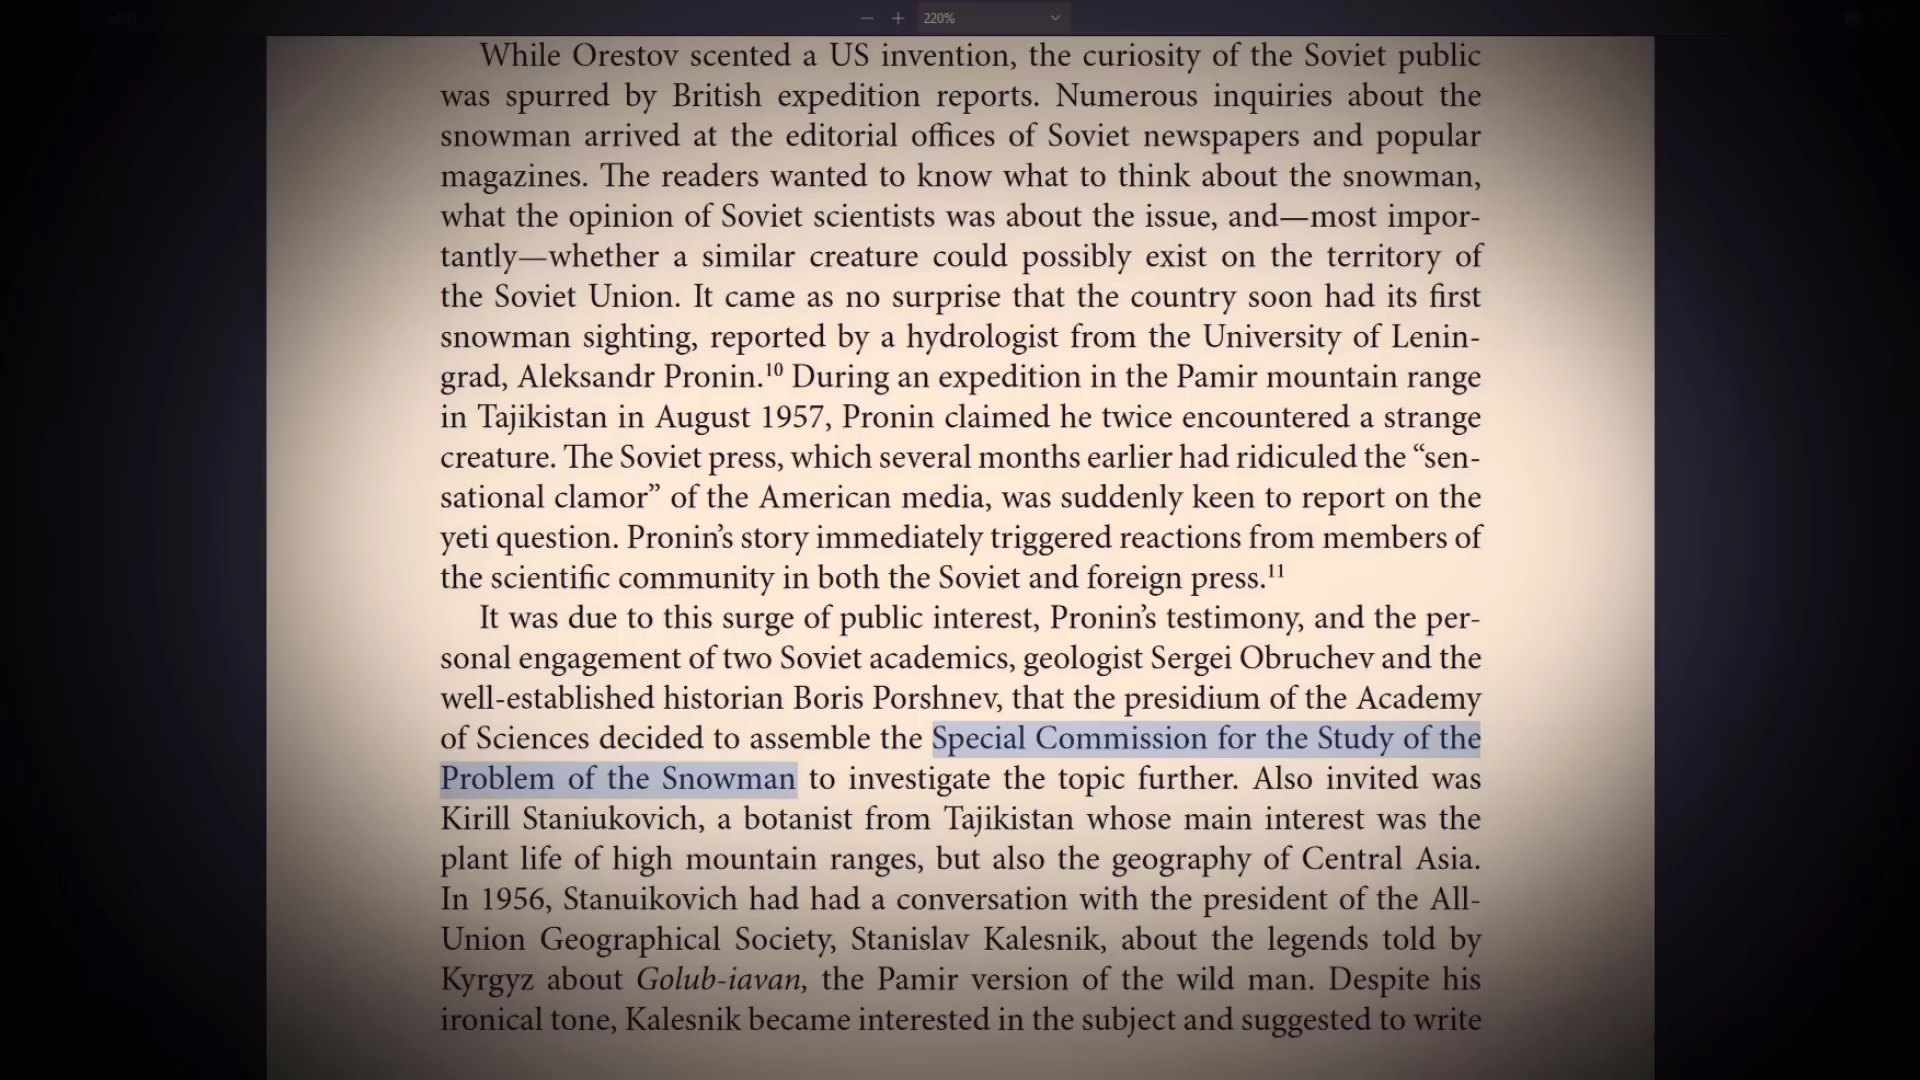 220%
While Orestov scented a US invention, the curiosity of the Soviet public
was spurred by British expedition reports. Numerous inquiries about the
snowman arrived at the editorial offices of Soviet newspapers and popular
magazines. The readers wanted to know what to think about the snowman,
what the opinion of Soviet scientists was about the issue, and—most impor-
tantly—whether a similar creature could possibly exist on the territory of
the Soviet Union. It came as no surprise that the country soon had its first
snowman sighting, reported by a hydrologist from the University of Lenin-
grad, Aleksandr Pronin.¹⁰ During an expedition in the Pamir mountain range
in Tajikistan in August 1957, Pronin claimed he twice encountered a strange
creature. The Soviet press, which several months earlier had ridiculed the “sen-
sational clamor” of the American media, was suddenly keen to report on the
yeti question. Pronin’s story immediately triggered reactions from members of
the scientific community in both the Soviet and foreign press.¹¹
It was due to this surge of public interest, Pronin’s testimony, and the per-
sonal engagement of two Soviet academics, geologist Sergei Obruchev and the
well-established historian Boris Porshnev, that the presidium of the Academy
of Sciences decided to assemble the Special Commission for the Study of the
Problem of the Snowman to investigate the topic further. Also invited was
Kirill Staniukovich, a botanist from Tajikistan whose main interest was the
plant life of high mountain ranges, but also the geography of Central Asia.
In 1956, Stanuikovich had had a conversation with the president of the All-
Union Geographical Society, Stanislav Kalesnik, about the legends told by
Kyrgyz about Golub-iavan, the Pamir version of the wild man. Despite his
ironical tone, Kalesnik became interested in the subject and suggested to write